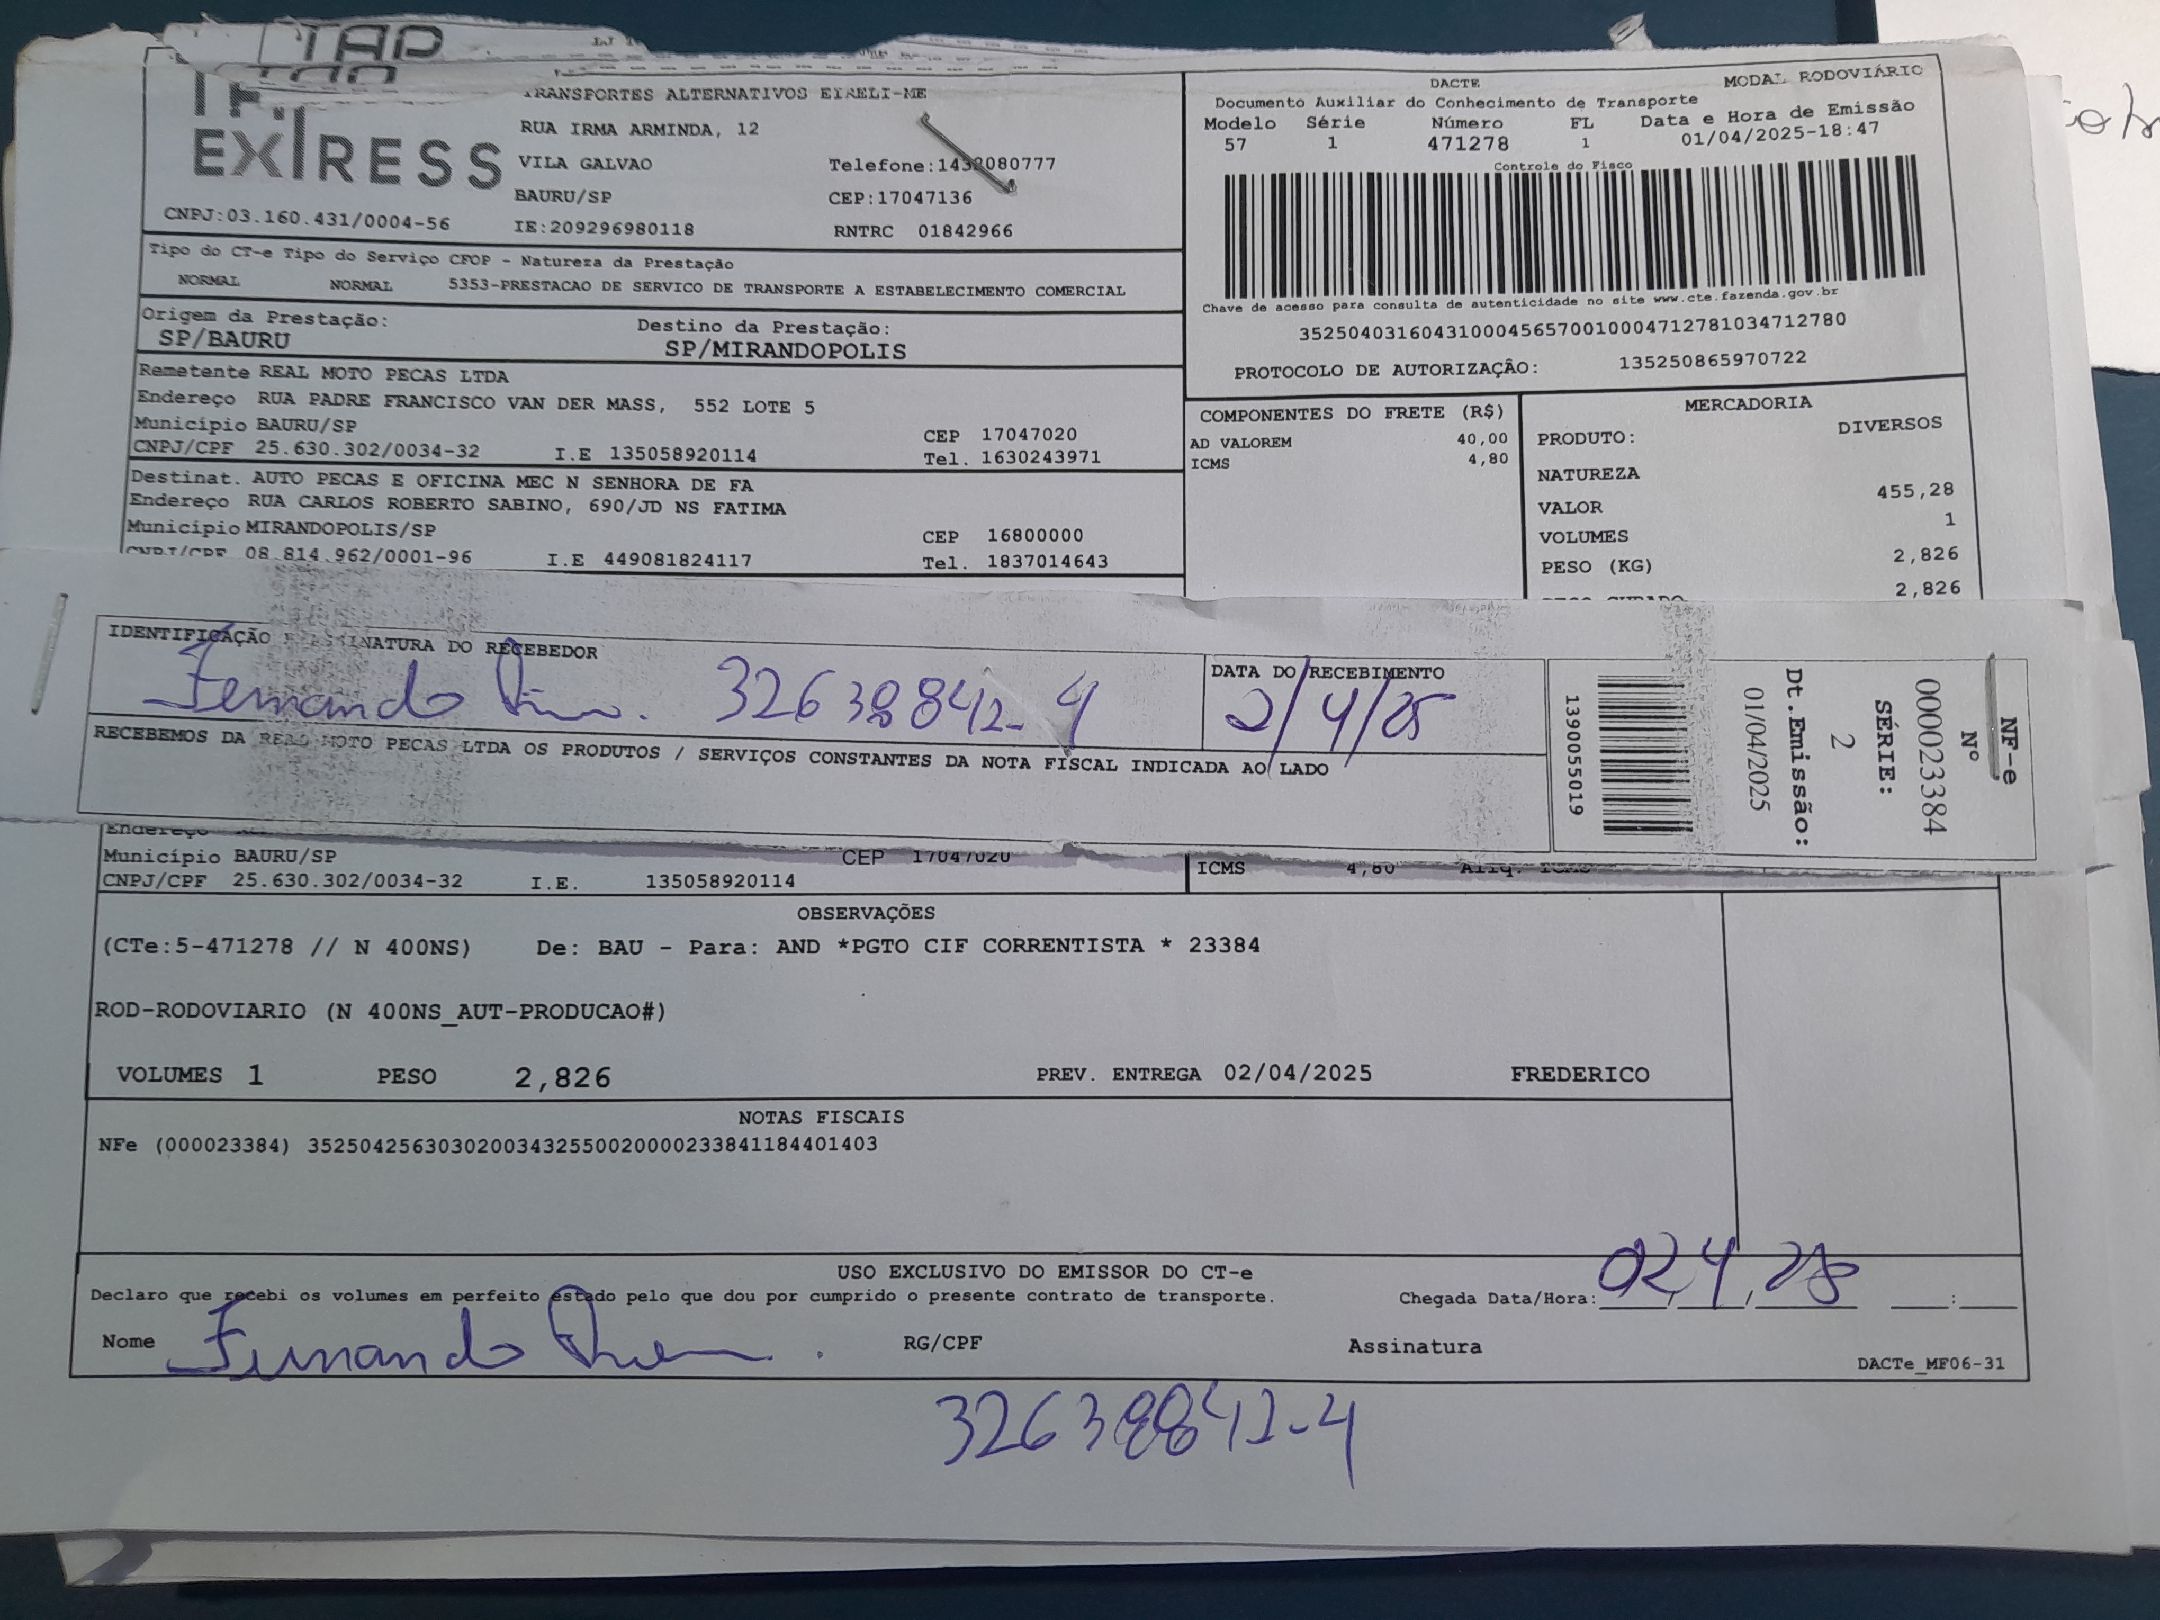 TAP
EXPRESS
TRANSPORTES ALTERNATIVOS EIRELI-ME
RUA IRMA ARMINDA, 12
VILA GALVAO
Telefone:1432080777
BAURU/SP
CEP:17047136
CNPJ:03.160.431/0004-56
IE:209296980118
RNTRC 01842966
Tipo do CT-e Tipo do Serviço CFOP - Natureza da Prestação
NORMAL NORMAL 5353-PRESTACAO DE SERVICO DE TRANSPORTE A ESTABELECIMENTO COMERCIAL
Origem da Prestação:
SP/BAURU
Destino da Prestação:
SP/MIRANDOPOLIS
Remetente REAL MOTO PECAS LTDA
Endereço RUA PADRE FRANCISCO VAN DER MASS, 552 LOTE 5
Município BAURU/SP
CEP 17047020
CNPJ/CPF 25.630.302/0034-32 I.E 135058920114 Tel. 1630243971
Destinat. AUTO PECAS E OFICINA MEC N SENHORA DE FA
Endereço RUA CARLOS ROBERTO SABINO, 690/JD NS FATIMA
Município MIRANDOPOLIS/SP
CEP 16800000
CNPJ/CPF 08.814.962/0001-96 I.E 449081824117 Tel. 1837014643
DACTE
MODAL RODOVIÁRIO
Documento Auxiliar do Conhecimento de Transporte
Modelo Série Número FL Data e Hora de Emissão
57 1 471278 1 01/04/2025-18:47
Controle do Fisco
Chave de acesso para consulta de autenticidade no site www.cte.fazenda.gov.br
35250403160431000456570010004712781034712780
PROTOCOLO DE AUTORIZAÇÂO: 135250865970722
COMPONENTES DO FRETE (R$)
AD VALOREM 40,00
ICMS 4,80
MERCADORIA
PRODUTO: DIVERSOS
NATUREZA
VALOR 455,28
VOLUMES 1
PESO (KG) 2,826
2,826
IDENTIFICAÇÃO E ASSINATURA DO RECEBEDOR
Fernando 32638842-4
DATA DO RECEBIMENTO
2/4/25
RECEBEMOS DA REAL MOTO PECAS LTDA OS PRODUTOS / SERVIÇOS CONSTANTES DA NOTA FISCAL INDICADA AO LADO
1390055019
Dt.Emissão:
01/04/2025
NF-e
Nº
000023384
SÉRIE:
2
Endereço
Município BAURU/SP CEP 17047020
CNPJ/CPF 25.630.302/0034-32 I.E. 135058920114
ICMS 4,80 Aliq. ICMS
OBSERVAÇÕES
(CTe:5-471278 // N 400NS) De: BAU - Para: AND *PGTO CIF CORRENTISTA * 23384
ROD-RODOVIARIO (N 400NS_AUT-PRODUCAO#)
VOLUMES 1 PESO 2,826 PREV. ENTREGA 02/04/2025 FREDERICO
NOTAS FISCAIS
NFe (000023384) 35250425630302003432550020000233841184401403
USO EXCLUSIVO DO EMISSOR DO CT-e
Declaro que recebi os volumes em perfeito estado pelo que dou por cumprido o presente contrato de transporte.
Chegada Data/Hora: 02/4/25 :
Nome Fernando RG/CPF Assinatura
DACTe_MF06-31
32638842-4